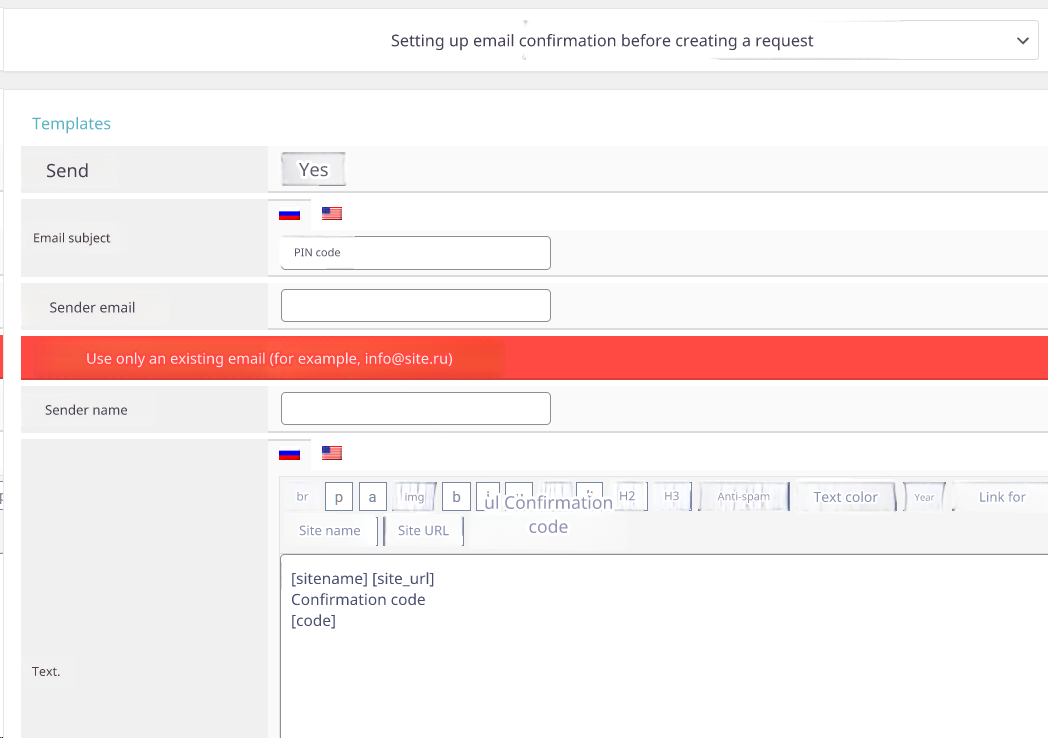 Setting up email confirmation before creating a request
Templates
Send
Yes
Email subject
PIN code
Sender email
Use only an existing email (for example, info@site.ru)
Sender name
br p a img b ul Confirmation code H2 H3 Anti-spam Text color Year Link for
Site name Site URL
[sitename] [site_url]
Confirmation code
[code]
Text.